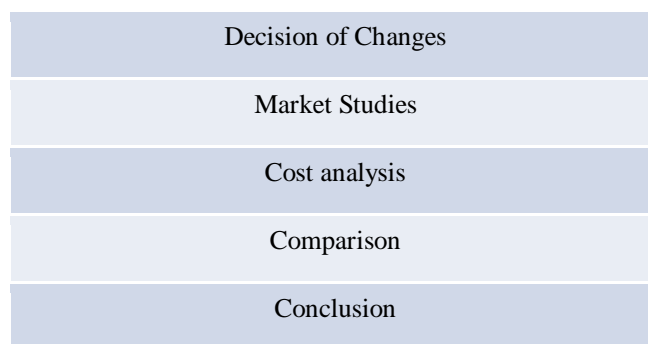 Decision of Changes
Market Studies
Cost analysis
Comparison
Conclusion